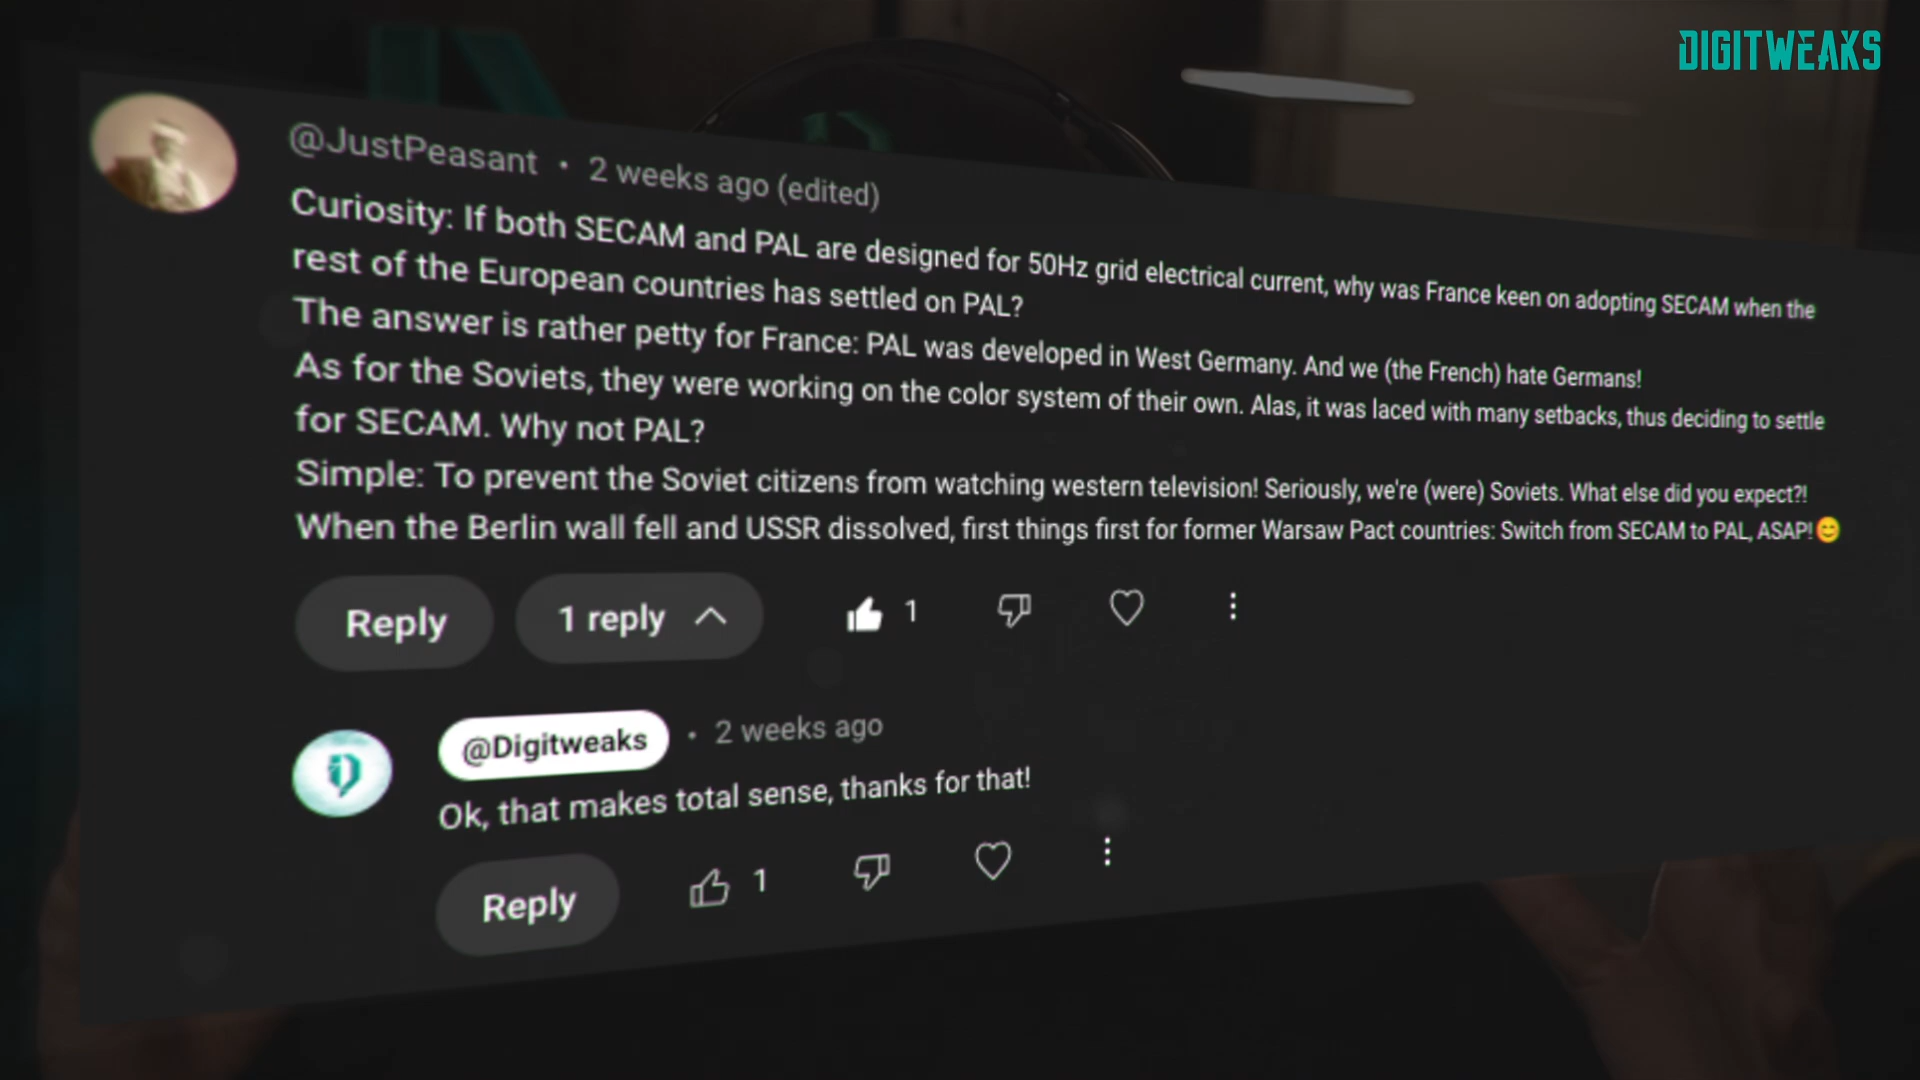 DIGITWEAKS
@JustPeasant • 2 weeks ago (edited)
Curiosity: If both SECAM and PAL are designed for 50Hz grid electrical current, why was France keen on adopting SECAM when the
rest of the European countries has settled on PAL?
The answer is rather petty for France: PAL was developed in West Germany. And we (the French) hate Germans!
As for the Soviets, they were working on the color system of their own. Alas, it was laced with many setbacks, thus deciding to settle
for SECAM. Why not PAL?
Simple: To prevent the Soviet citizens from watching western television! Seriously, we're (were) Soviets. What else did you expect?!
When the Berlin wall fell and USSR dissolved, first things first for former Warsaw Pact countries: Switch from SECAM to PAL, ASAP!😊
Reply 1 reply 1
@Digitweaks • 2 weeks ago
Ok, that makes total sense, thanks for that!
Reply 1